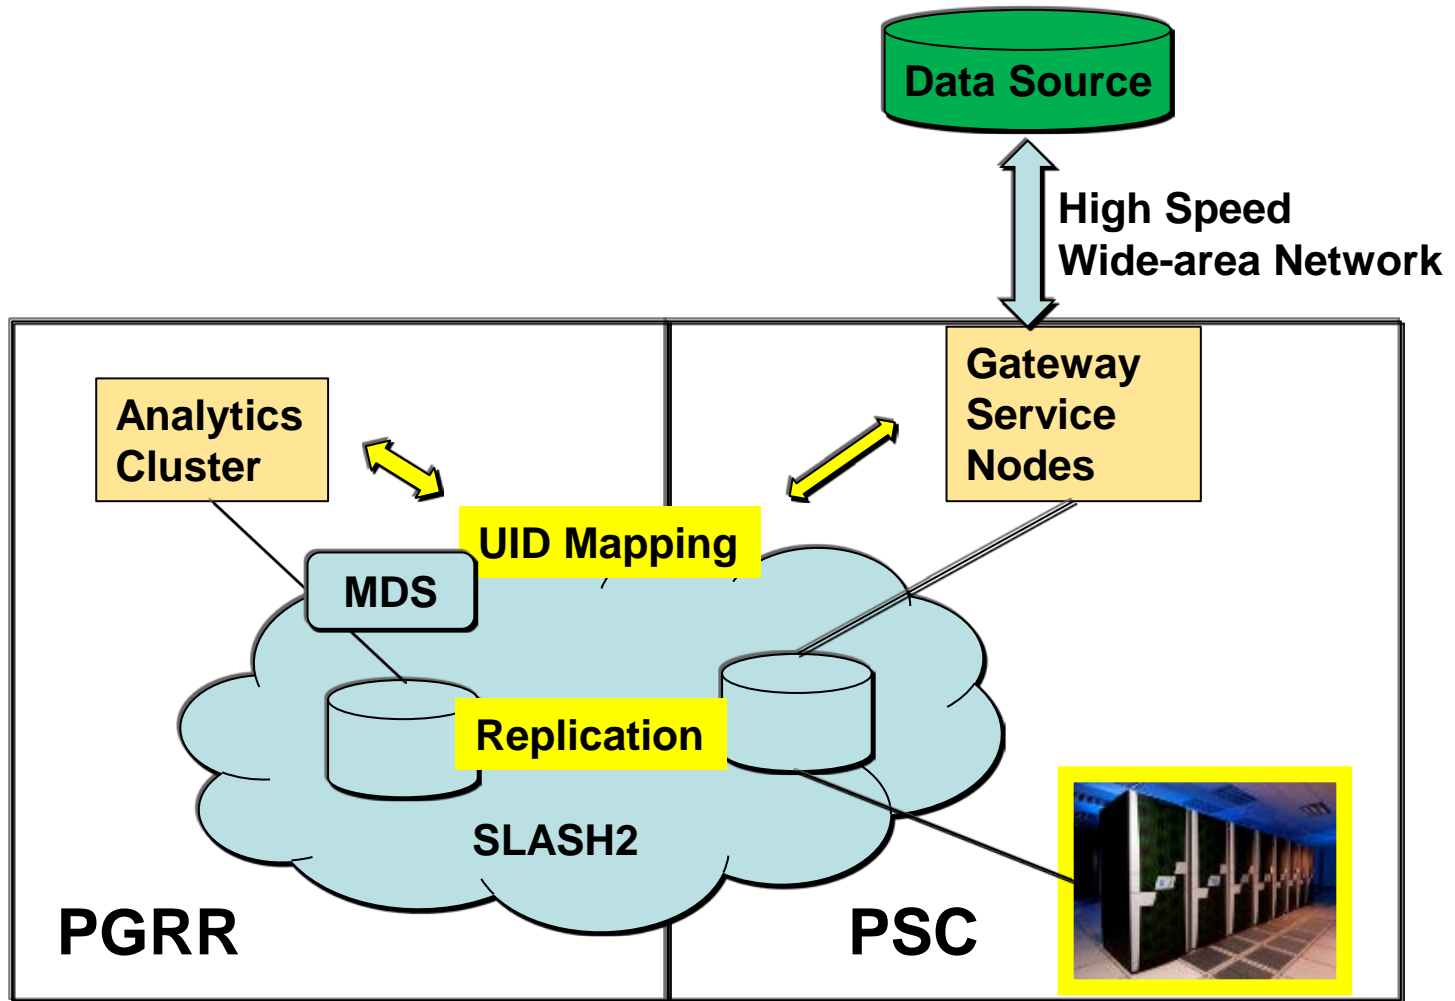 Data Source
High Speed
Wide-area Network
Gateway
Service
Nodes
Analytics
Cluster
UID Mapping
MDS
Replication
SLASH2
PGRR
PSC